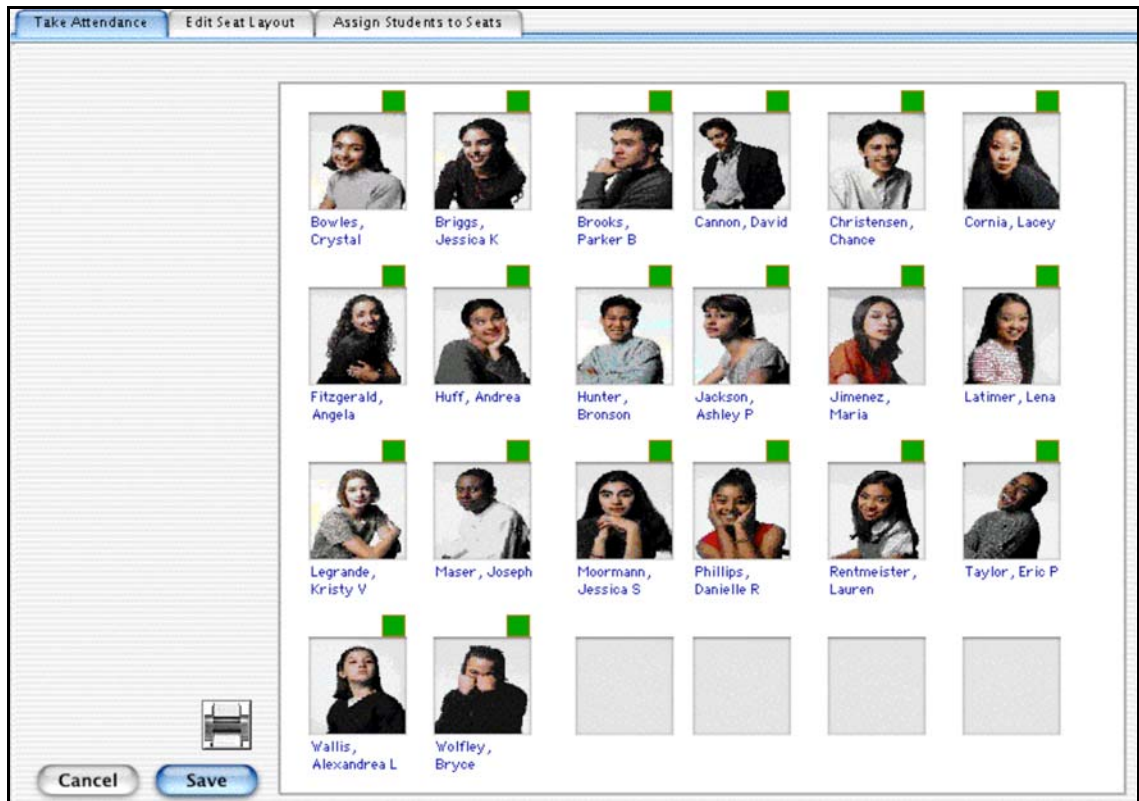 Take Attendance
Edit Seat Layout
Assign Students to Seats
Bowles,
Crystal
Briggs,
Jessica K
Brooks,
Parker B
Cannon, David
Christensen,
Chance
Cornia, Lacey
Fitzgerald,
Angela
Huff, Andrea
Hunter,
Bronson
Jackson,
Ashley P
Jimenez,
Maria
Latimer, Lena
Legrande,
Kristy V
Maser, Joseph
Moormann,
Jessica S
Phillips,
Danielle R
Rentmeister,
Lauren
Taylor, Eric P
Wallis,
Alexandrea L
Wolfley,
Bryce
Cancel
Save